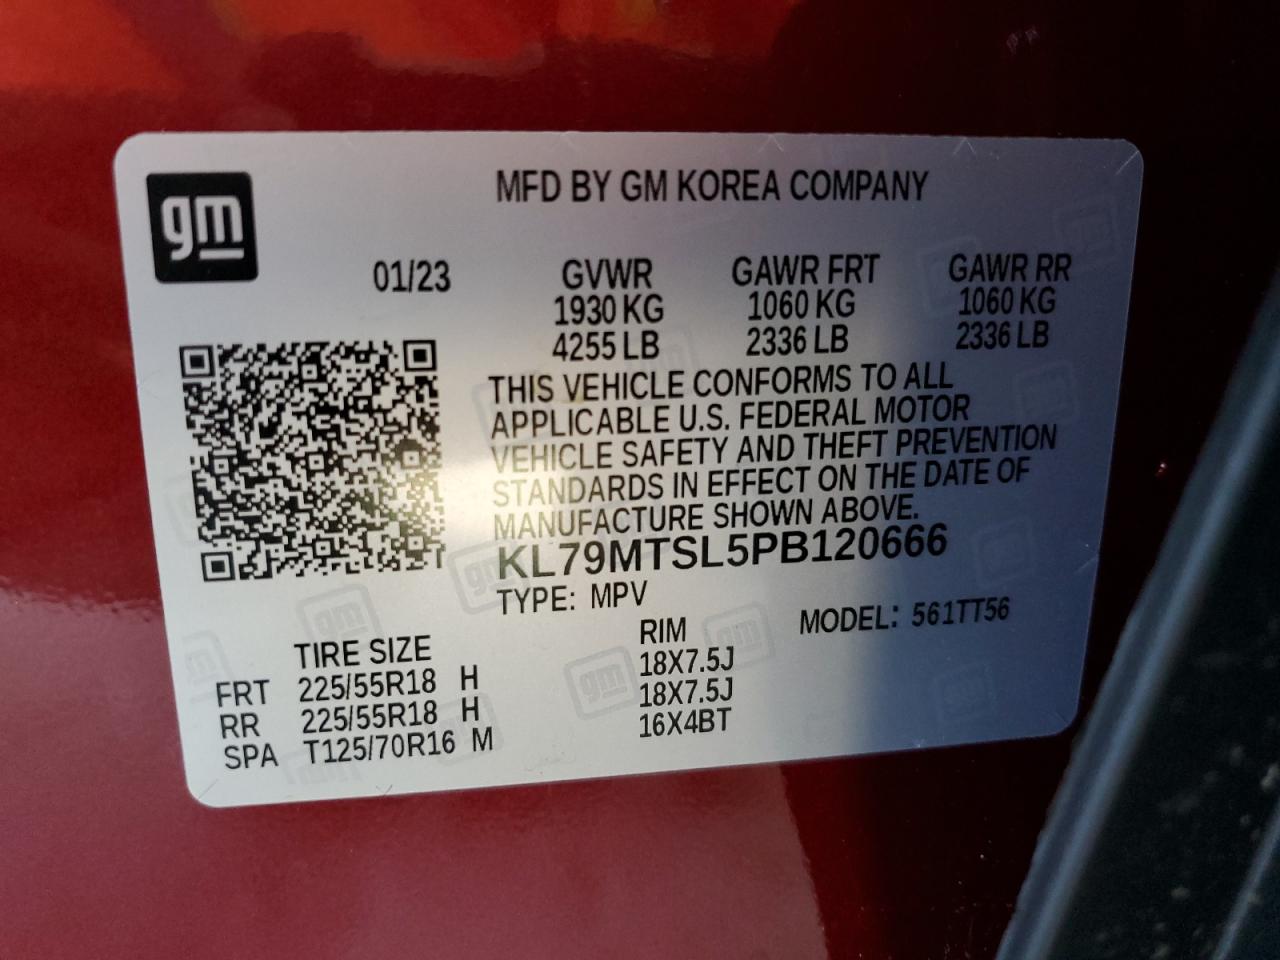 gm
MFD BY GM KOREA COMPANY
01/23
GVWR GAWR FRT GAWR RR
1930 KG 1060 KG 1060 KG
4255 LB 2336 LB 2336 LB
THIS VEHICLE CONFORMS TO ALL
APPLICABLE U.S. FEDERAL MOTOR
VEHICLE SAFETY AND THEFT PREVENTION
STANDARDS IN EFFECT ON THE DATE OF
MANUFACTURE SHOWN ABOVE.
KL79MTSL5PB120666
TYPE: MPV MODEL: 561TT56
TIRE SIZE RIM
FRT 225/55R18 H 18X7.5J
RR 225/55R18 H 18X7.5J
SPA T125/70R16 M 16X4BT